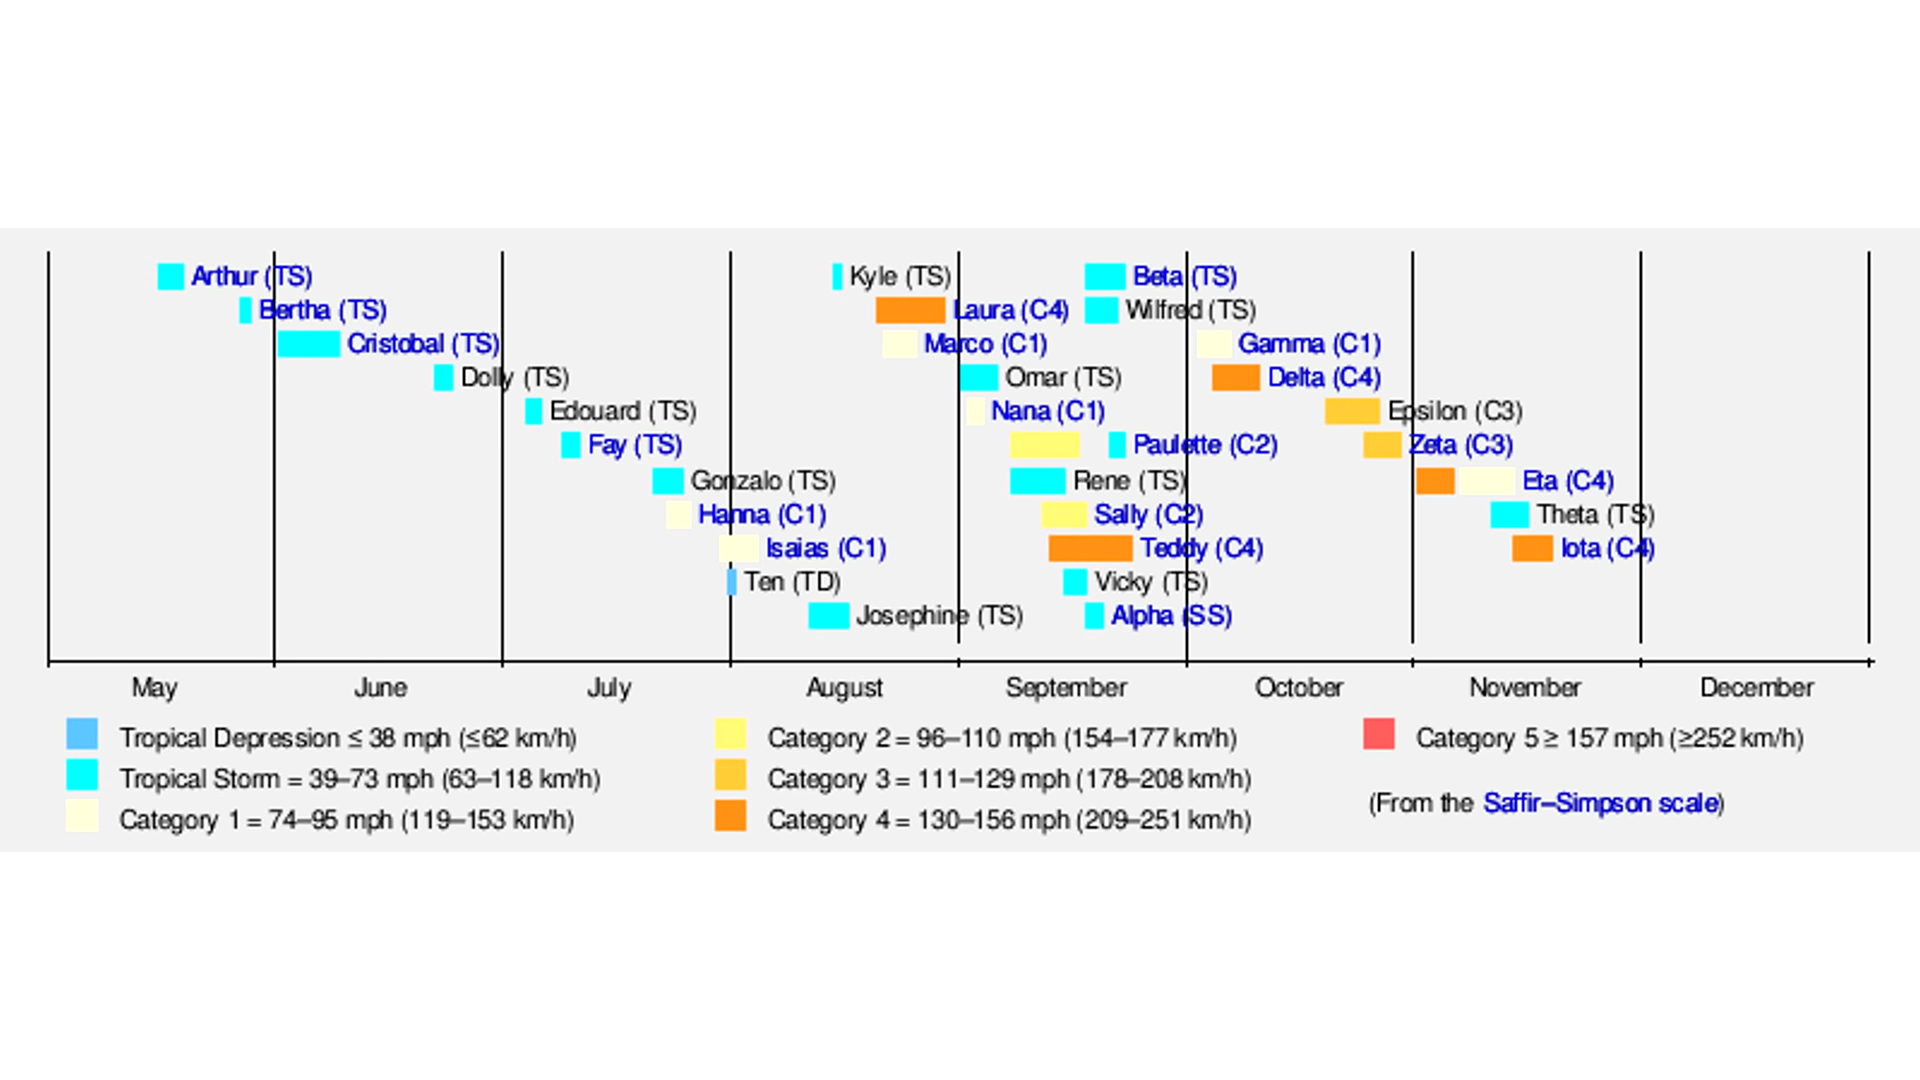 Arthur (TS)
Bertha (TS)
Cristobal (TS)
Dolly (TS)
Edouard (TS)
Fay (TS)
Gonzalo (TS)
Hanna (C1)
Isaias (C1)
Ten (TD)
Josephine (TS)
Kyle (TS)
Laura (C4)
Marco (C1)
Omar (TS)
Nana (C1)
Paulette (C2)
Rene (TS)
Sally (C2)
Teddy (C4)
Vicky (TS)
Alpha (SS)
Beta (TS)
Wilfred (TS)
Gamma (C1)
Delta (C4)
Epsilon (C3)
Zeta (C3)
Eta (C4)
Theta (TS)
Iota (C4)
May June July August September October November December
Tropical Depression ≤ 38 mph (≤62 km/h)
Tropical Storm = 39–73 mph (63–118 km/h)
Category 1 = 74–95 mph (119–153 km/h)
Category 2 = 96–110 mph (154–177 km/h)
Category 3 = 111–129 mph (178–208 km/h)
Category 4 = 130–156 mph (209–251 km/h)
Category 5 ≥ 157 mph (≥252 km/h)
(From the Saffir–Simpson scale)